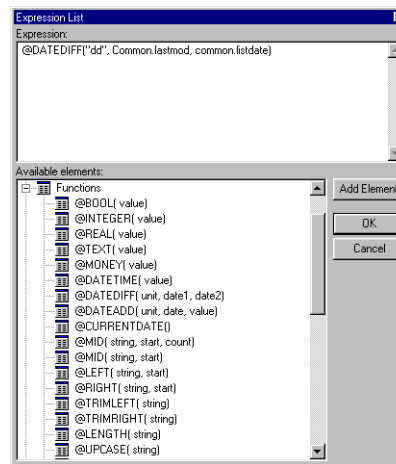 Expression List
Expression:
@DATEDIFF("dd", Common.lastmod, common.listdate)
Available elements:
Functions
@BOOL( value)
@INTEGER( value)
@REAL( value)
@TEXT( value)
@MONEY( value)
@DATETIME( value)
@DATEDIFF( unit, date1, date2)
@DATEADD( unit, date, value)
@CURRENTDATE()
@MID( string, start, count)
@MID( string, start)
@LEFT( string, start)
@RIGHT( string, start)
@TRIMLEFT( string)
@TRIMRIGHT( string)
@LENGTH( string)
@UPCASE( string)
Add Element
OK
Cancel